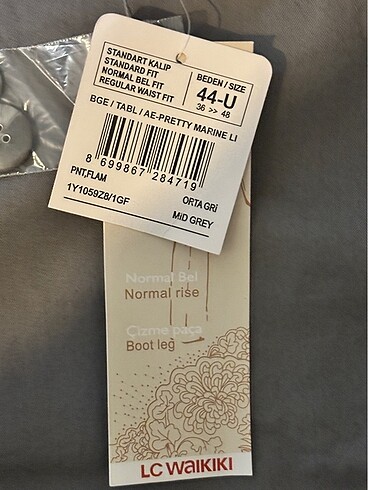 STANDART KALIP
STANDARD FIT
NORMAL BEL FIT
REGULAR WAIST FIT
BEDEN / SIZE
44-U
36 >> 48
BGE / TABL / AE-PRETTY MARINE LI
8 699867 284719
PNT,FLAM
ORTA GRİ
1Y1059Z8/1GF
MID GREY
Normal Bel
Normal rise
Çizme paça
Boot leg
LC WAIKIKI